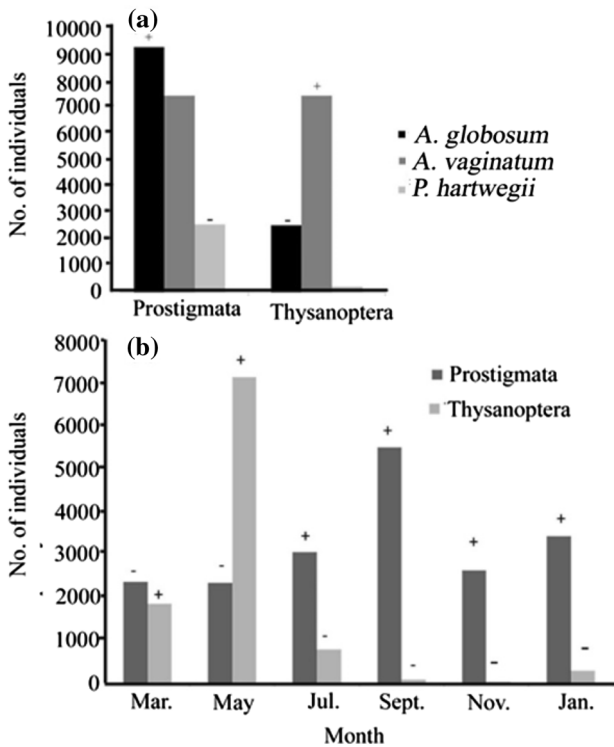 (a)
10000
9000
8000
7000
6000
5000
4000
3000
2000
1000
0
No. of individuals
+
-
-
+
Prostigmata
Thysanoptera
A. globosum
A. vaginatum
P. hartwegii
(b)
8000
7000
6000
5000
4000
3000
2000
1000
0
No. of individuals
Prostigmata
Thysanoptera
- + - + + - + - + - + -
Mar. May Jul. Sept. Nov. Jan.
Month